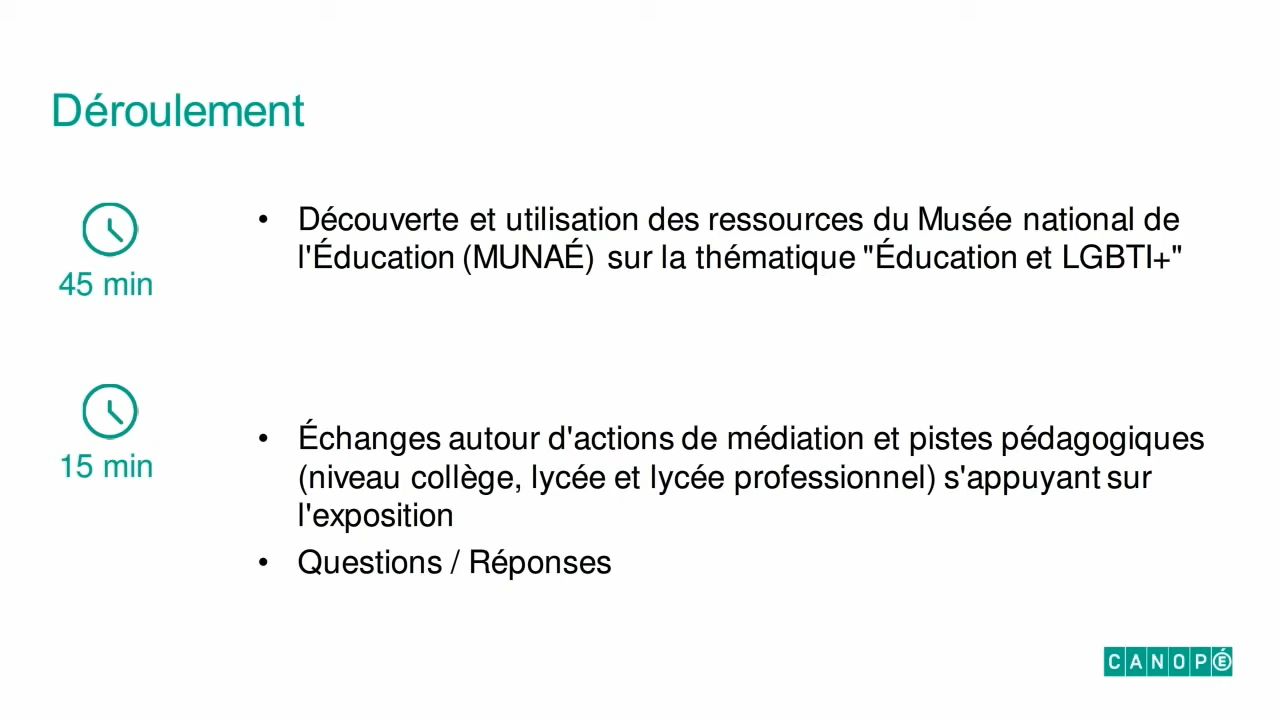 Déroulement
45 min
• Découverte et utilisation des ressources du Musée national de
l'Éducation (MUNAÉ) sur la thématique "Éducation et LGBTI+"
15 min
• Échanges autour d'actions de médiation et pistes pédagogiques
(niveau collège, lycée et lycée professionnel) s'appuyant sur
l'exposition
• Questions / Réponses
CANOPÉ